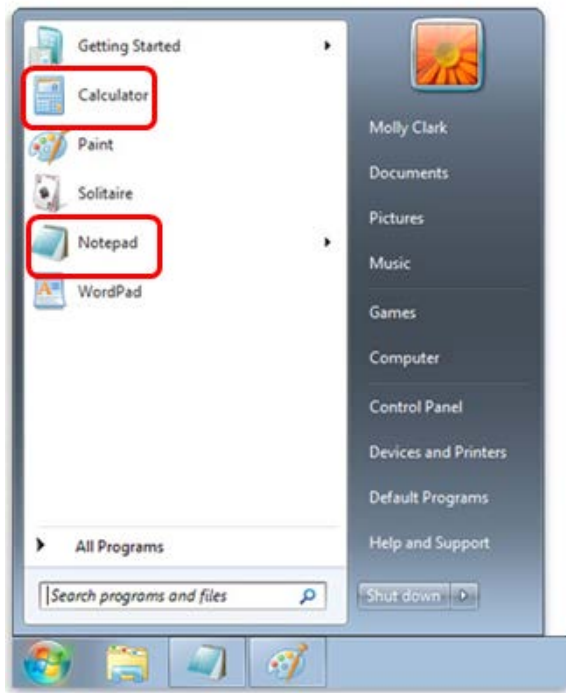 Getting Started
Calculator
Paint
Solitaire
Notepad
WordPad
All Programs
Search programs and files
Molly Clark
Documents
Pictures
Music
Games
Computer
Control Panel
Devices and Printers
Default Programs
Help and Support
Shut down